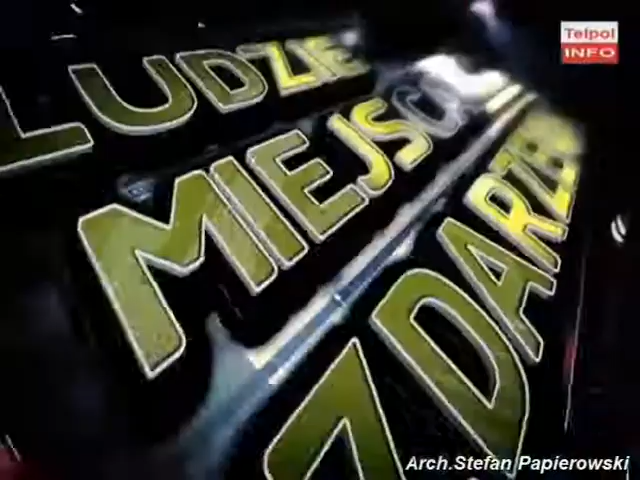 LUDZIE
Telpol
INFO
MIEJSC
ZDARZE
Arch.Stefan Papierowski